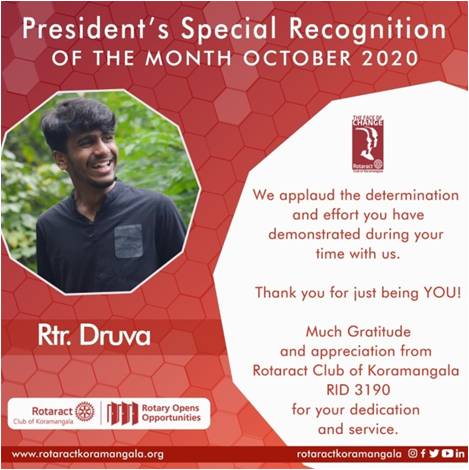 President's Special Recognition
OF THE MONTH OCTOBER 2020
THE FACE OF
CHANGE
Rotaract
Club of Koramangala
We applaud the determination
and effort you have
demonstrated during your
time with us.
Thank you for just being YOU!
Much Gratitude
and appreciation from
Rotaract Club of Koramangala
RID 3190
for your dedication
and service.
Rtr. Druva
Rotaract
Club of Koramangala
Rotary Opens
Opportunities
www.rotaractkoramangala.org
rotaractkoramangala